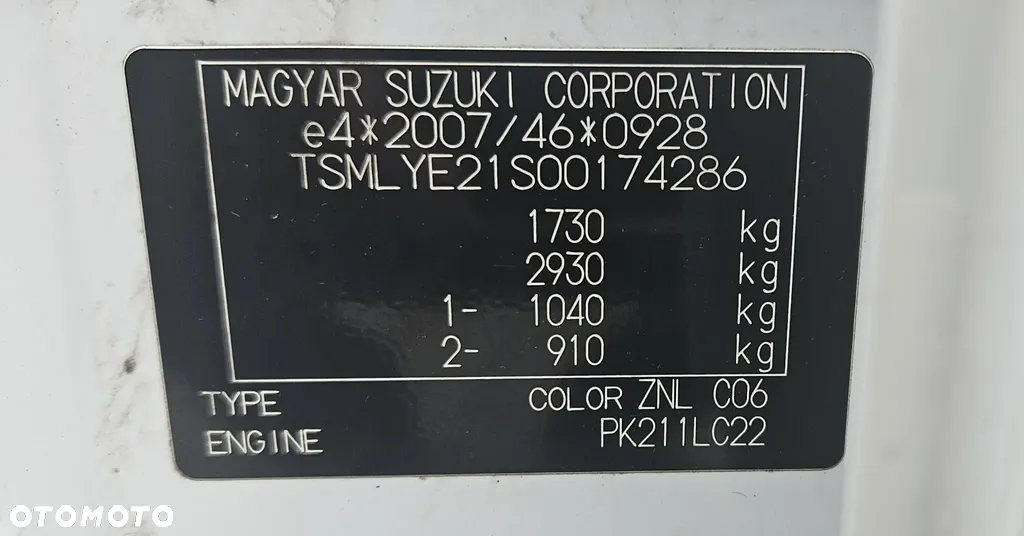 MAGYAR SUZUKI CORPORATION
e4*2007/46*0928
TSMLYE21S00174286
1730 kg
2930 kg
1- 1040 kg
2- 910 kg
TYPE COLOR ZNL C06
ENGINE PK211LC22
OTOMOTO